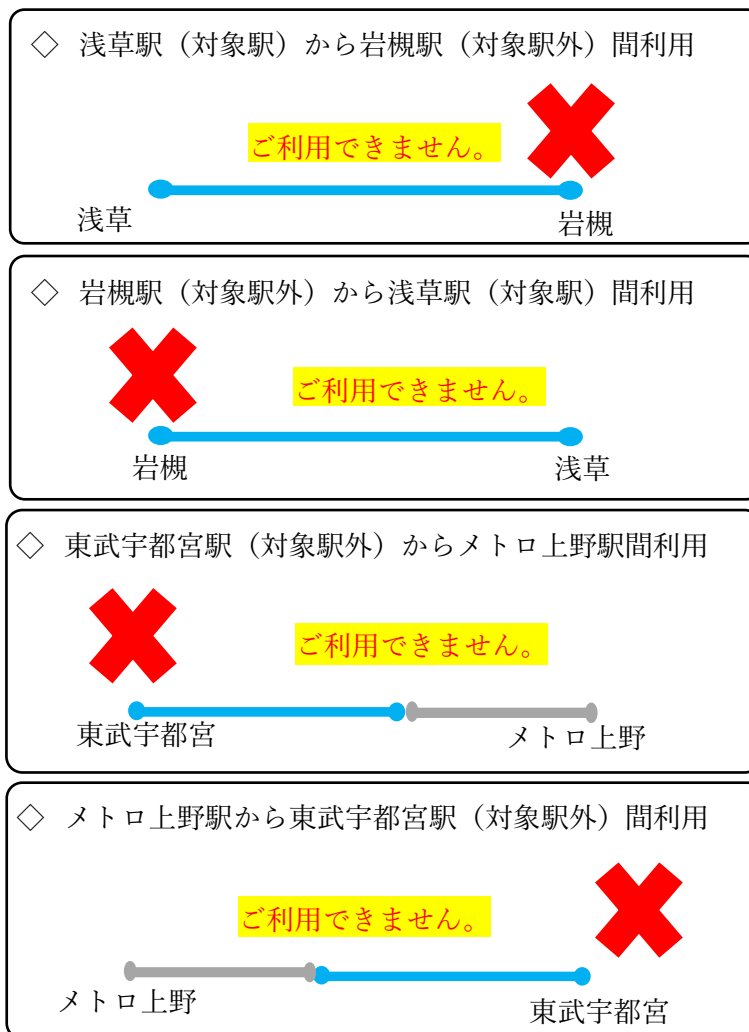 ◇ 浅草駅（対象駅）から岩槻駅（対象駅外）間利用
ご利用できません。
浅草
岩槻
◇ 岩槻駅（対象駅外）から浅草駅（対象駅）間利用
ご利用できません。
岩槻
浅草
◇ 東武宇都宮駅（対象駅外）からメトロ上野駅間利用
ご利用できません。
東武宇都宮
メトロ上野
◇ メトロ上野駅から東武宇都宮駅（対象駅外）間利用
ご利用できません。
メトロ上野
東武宇都宮